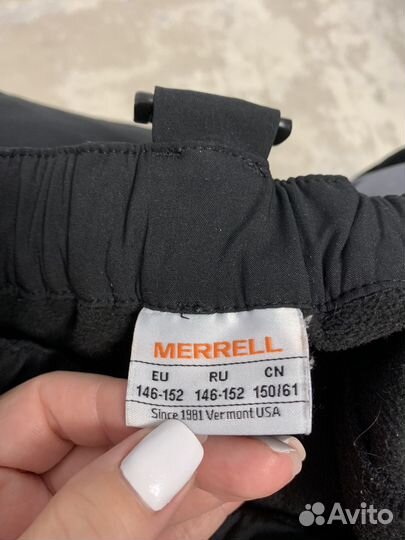 MERRELL
EU RU CN
146-152 146-152 150/61
Since 1981 Vermont USA
Avito